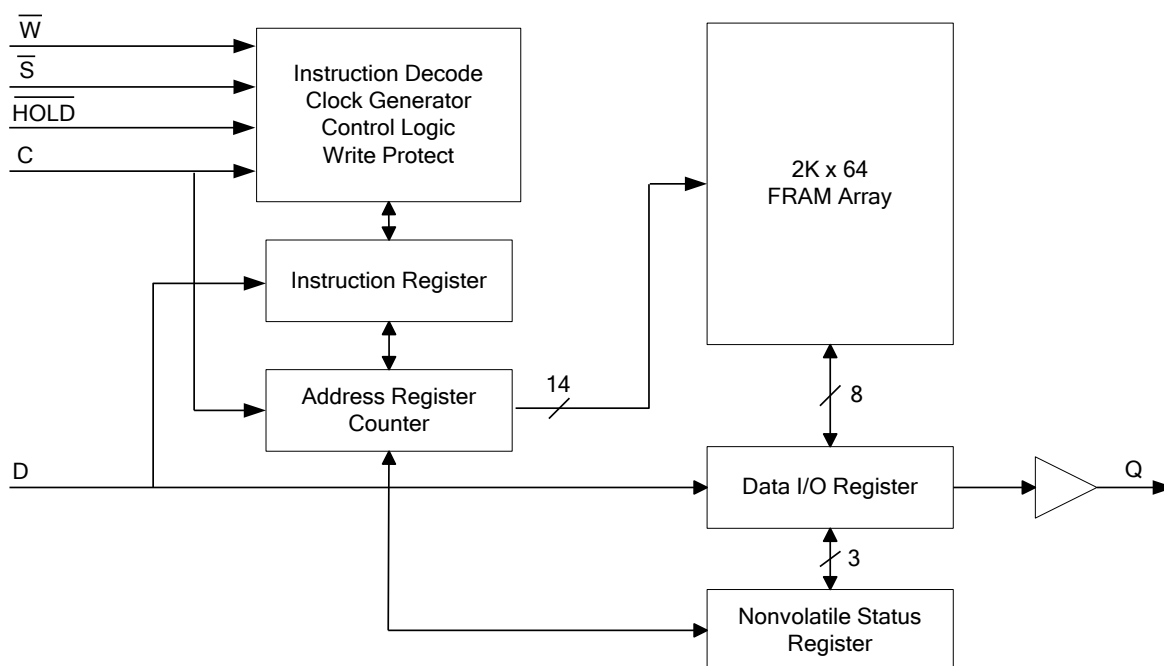 W̅
S̅
H̅O̅L̅D̅
C
Instruction Decode
Clock Generator
Control Logic
Write Protect
2K x 64
FRAM Array
Instruction Register
Address Register
Counter
14
8
D
Data I/O Register
Q
3
Nonvolatile Status
Register